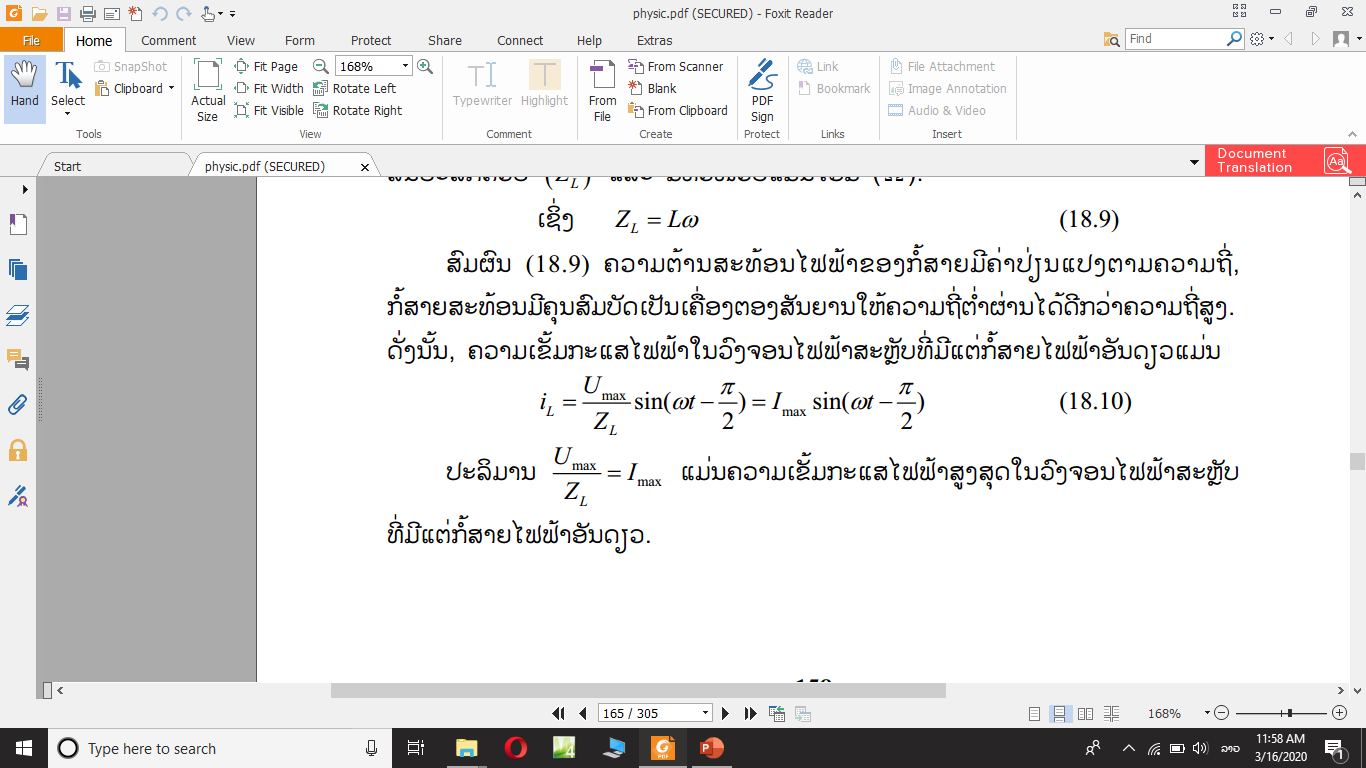 physic.pdf (SECURED) - Foxit Reader
File Home Comment View Form Protect Share Connect Help Extras Find
Hand
Select
SnapShot
Clipboard
Tools
Actual Size
Fit Page
Fit Width
Fit Visible
168%
Rotate Left
Rotate Right
View
Typewriter
Highlight
Comment
From File
From Scanner
Blank
From Clipboard
Create
PDF Sign
Protect
Link
Bookmark
Links
File Attachment
Image Annotation
Audio & Video
Insert
Start physic.pdf (SECURED)
Document Translation
ເຊິ່ງ Z_L = Lω (18.9)
ສົມຜົນ (18.9) ຄວາມຕ້ານສະທ້ອນໄຟຟ້າຂອງກໍ້ສາຍມີຄ່າປ່ຽນແປງຕາມຄວາມຖີ່,
ກໍ້ສາຍສະທ້ອນມີຄຸນສົມບັດເປັນເຄື່ອງຕອງສັນຍານໃຫ້ຄວາມຖີ່ຕ່ຳຜ່ານໄດ້ດີກວ່າຄວາມຖີ່ສູງ.
ດັ່ງນັ້ນ, ຄວາມເຂັ້ມກະແສໄຟຟ້າໃນວົງຈອນໄຟຟ້າສະຫຼັບທີ່ມີແຕ່ກໍ້ສາຍໄຟຟ້າອັນດຽວແມ່ນ
i_L = U_max/Z_L sin(ωt − π/2) = I_max sin(ωt − π/2) (18.10)
ປະລິມານ U_max/Z_L = I_max ແມ່ນຄວາມເຂັ້ມກະແສໄຟຟ້າສູງສຸດໃນວົງຈອນໄຟຟ້າສະຫຼັບ
ທີ່ມີແຕ່ກໍ້ສາຍໄຟຟ້າອັນດຽວ.
165 / 305
168%
Type here to search
ລາວ
11:58 AM
3/16/2020
1